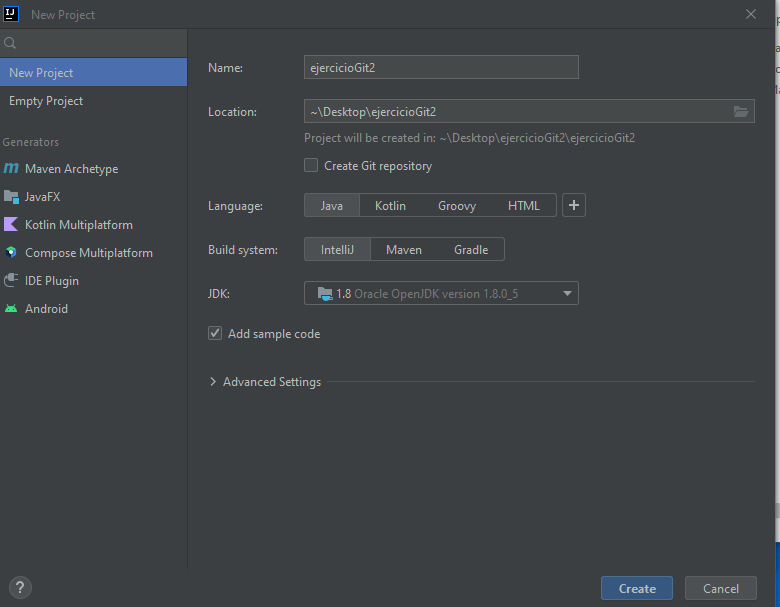 IJ New Project
New Project
Empty Project
Generators
m Maven Archetype
JavaFX
Kotlin Multiplatform
Compose Multiplatform
IDE Plugin
Android
Name: ejercicioGit2
Location: ~\Desktop\ejercicioGit2
Project will be created in: ~\Desktop\ejercicioGit2\ejercicioGit2
Create Git repository
Language: Java Kotlin Groovy HTML +
Build system: IntelliJ Maven Gradle
JDK: 1.8 Oracle OpenJDK version 1.8.0_5
Add sample code
Advanced Settings
? Create Cancel